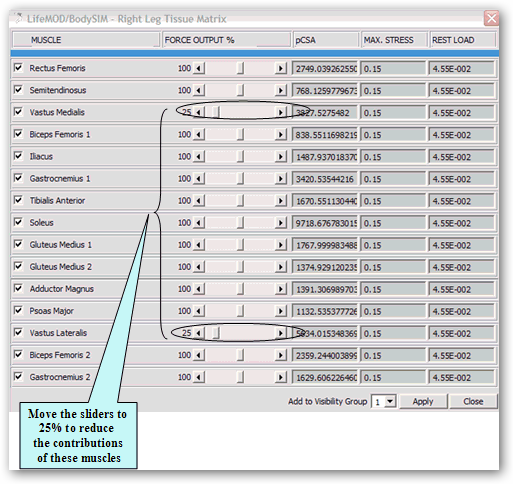 LifeMOD/BodySIM - Right Leg Tissue Matrix
MUSCLE FORCE OUTPUT % pCSA MAX. STRESS REST LOAD
Rectus Femoris 100 2749.039262550 0.15 4.55E-002
Semitendinosus 100 768.1259779673 0.15 4.55E-002
Vastus Medialis 25 3827.5275482 0.15 4.55E-002
Biceps Femoris 1 100 838.5511698219 0.15 4.55E-002
Iliacus 100 1487.937018370 0.15 4.55E-002
Gastrocnemius 1 100 3420.53544216 0.15 4.55E-002
Tibialis Anterior 100 1670.551130440 0.15 4.55E-002
Soleus 100 9718.676783015 0.15 4.55E-002
Gluteus Medius 1 100 1767.999983488 0.15 4.55E-002
Gluteus Medius 2 100 1374.92912023 0.15 4.55E-002
Adductor Magnus 100 1391.306989703 0.15 4.55E-002
Psoas Major 100 1132.535377726 0.15 4.55E-002
Vastus Lateralis 25 5934.015348369 0.15 4.55E-002
Biceps Femoris 2 100 2359.244003899 0.15 4.55E-002
Gastrocnemius 2 100 1629.606226460 0.15 4.55E-002
Add to Visibility Group 1 Apply Close
Move the sliders to
25% to reduce
the contributions
of these muscles